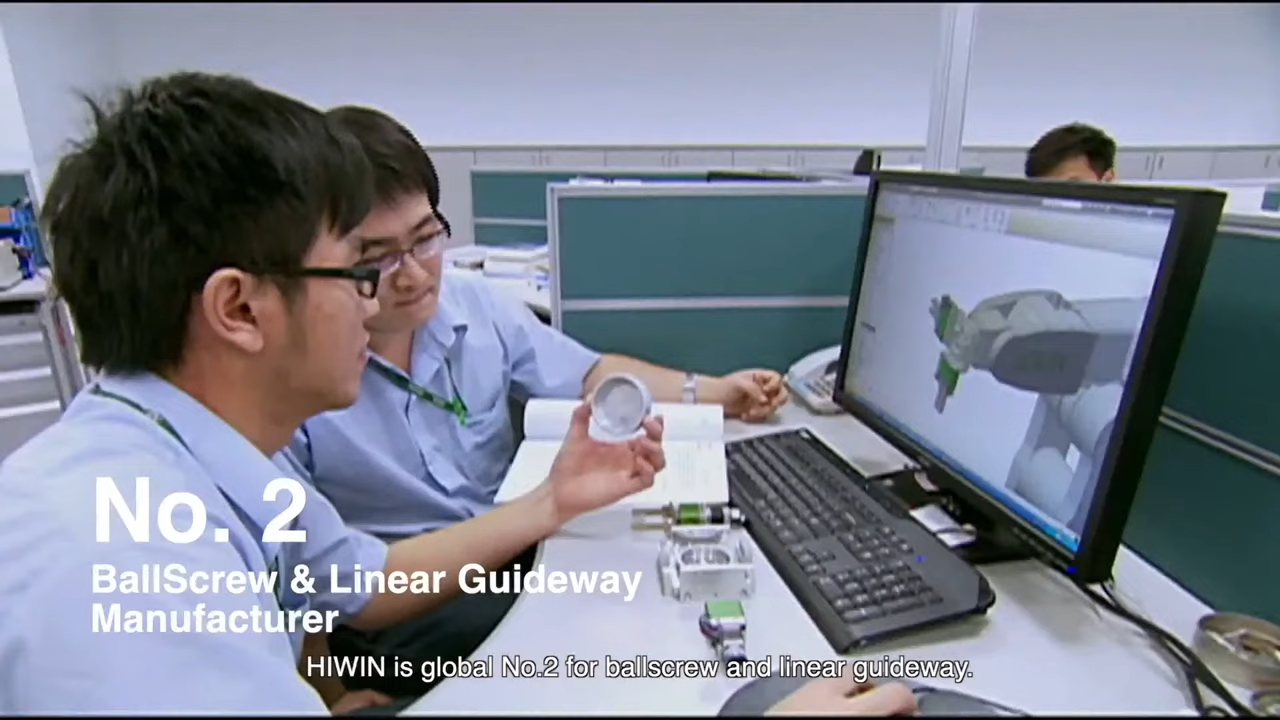 No. 2
BallScrew & Linear Guideway
Manufacturer
HIWIN is global No.2 for ballscrew and linear guideway.